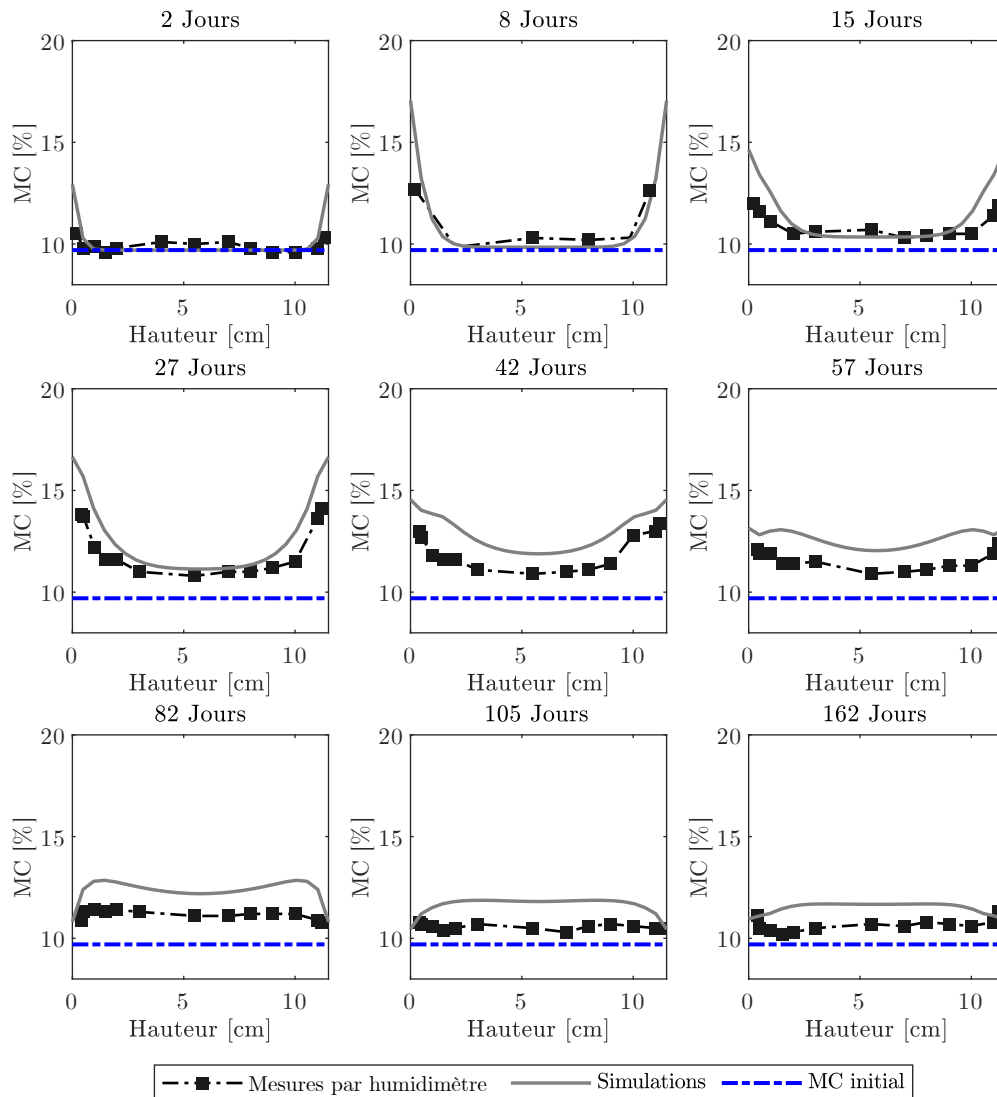 2 Jours
8 Jours
15 Jours
20
15
10
MC [%]
0 5 10
Hauteur [cm]
20
15
10
MC [%]
0 5 10
Hauteur [cm]
20
15
10
MC [%]
0 5 10
Hauteur [cm]
27 Jours
42 Jours
57 Jours
20
15
10
MC [%]
0 5 10
Hauteur [cm]
20
15
10
MC [%]
0 5 10
Hauteur [cm]
20
15
10
MC [%]
0 5 10
Hauteur [cm]
82 Jours
105 Jours
162 Jours
20
15
10
MC [%]
0 5 10
Hauteur [cm]
20
15
10
MC [%]
0 5 10
Hauteur [cm]
20
15
10
MC [%]
0 5 10
Hauteur [cm]
Mesures par humidimètre Simulations MC initial